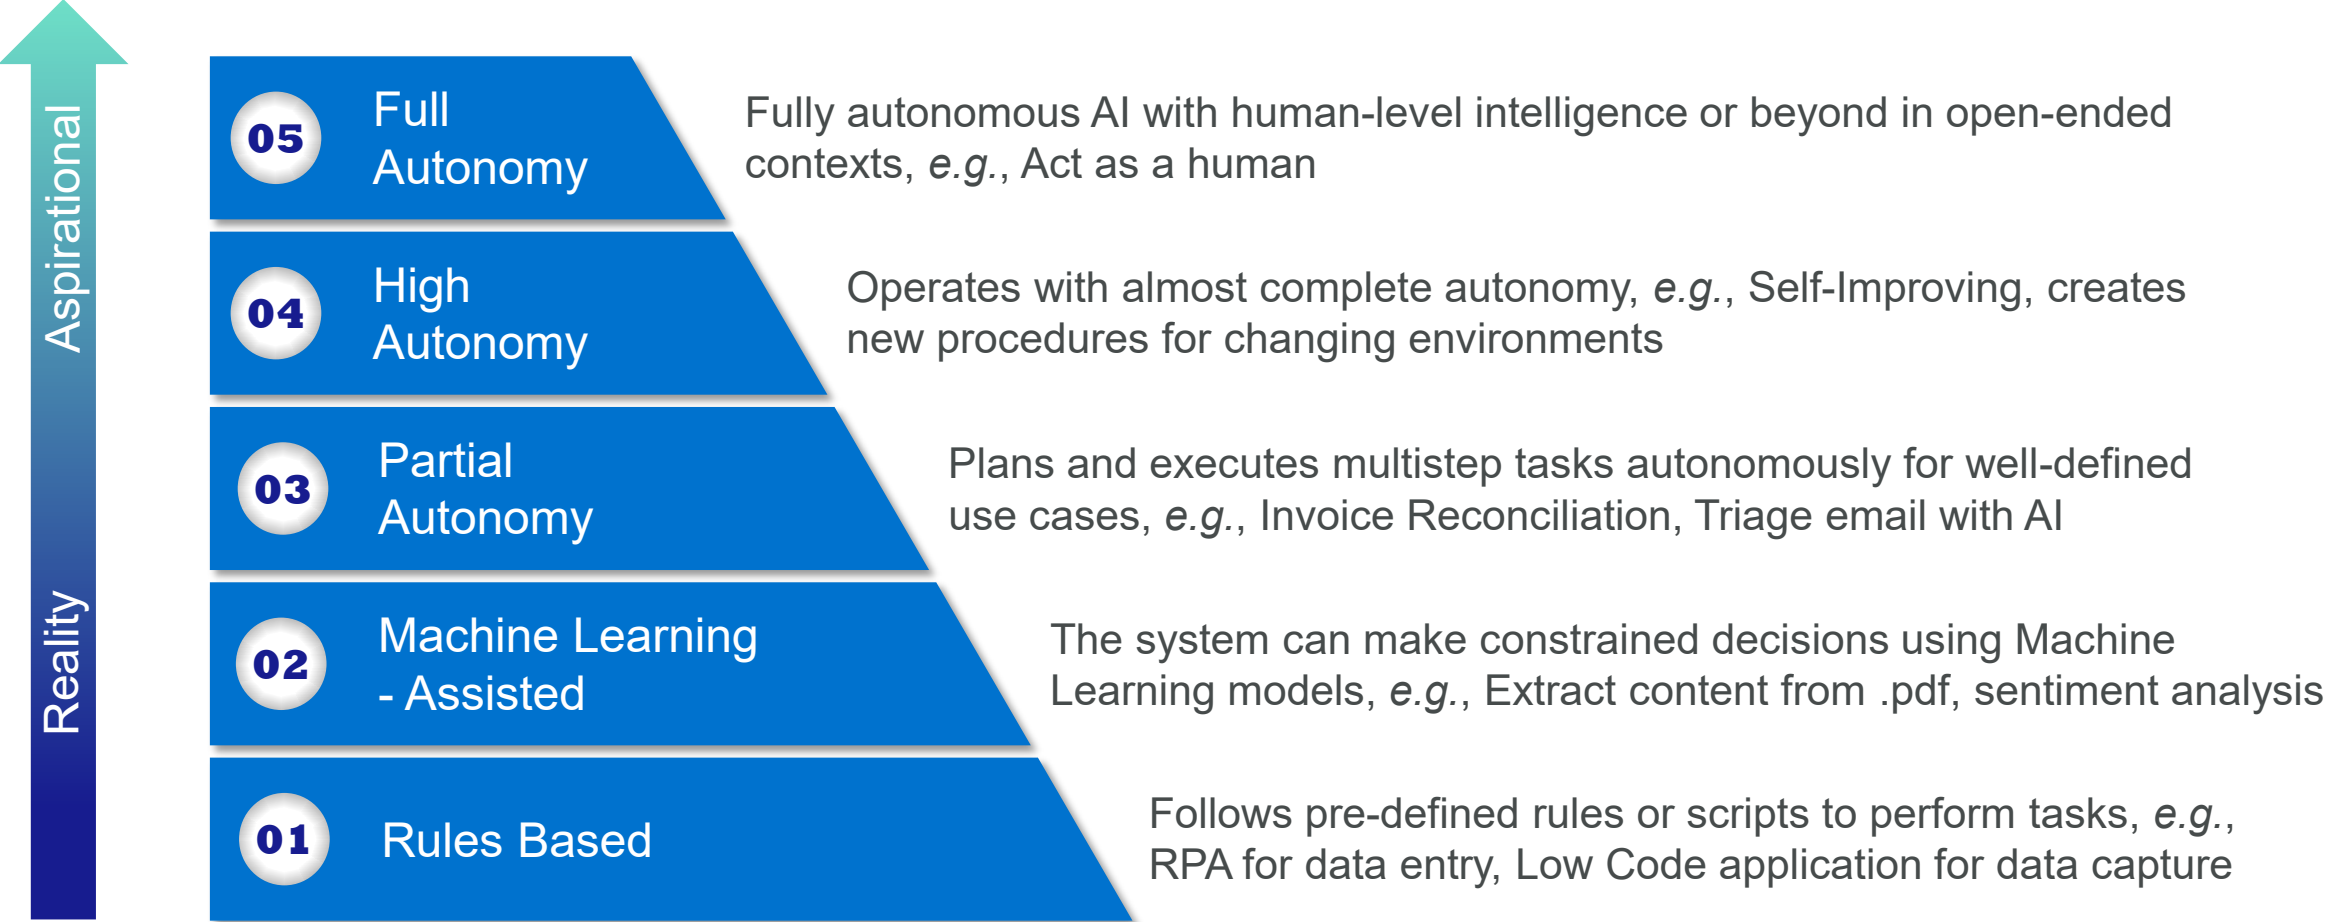 Aspirational
Reality
05
Full
Autonomy
Fully autonomous AI with human-level intelligence or beyond in open-ended
contexts, e.g., Act as a human
04
High
Autonomy
Operates with almost complete autonomy, e.g., Self-Improving, creates
new procedures for changing environments
03
Partial
Autonomy
Plans and executes multistep tasks autonomously for well-defined
use cases, e.g., Invoice Reconciliation, Triage email with AI
02
Machine Learning
- Assisted
The system can make constrained decisions using Machine
Learning models, e.g., Extract content from .pdf, sentiment analysis
01
Rules Based
Follows pre-defined rules or scripts to perform tasks, e.g.,
RPA for data entry, Low Code application for data capture